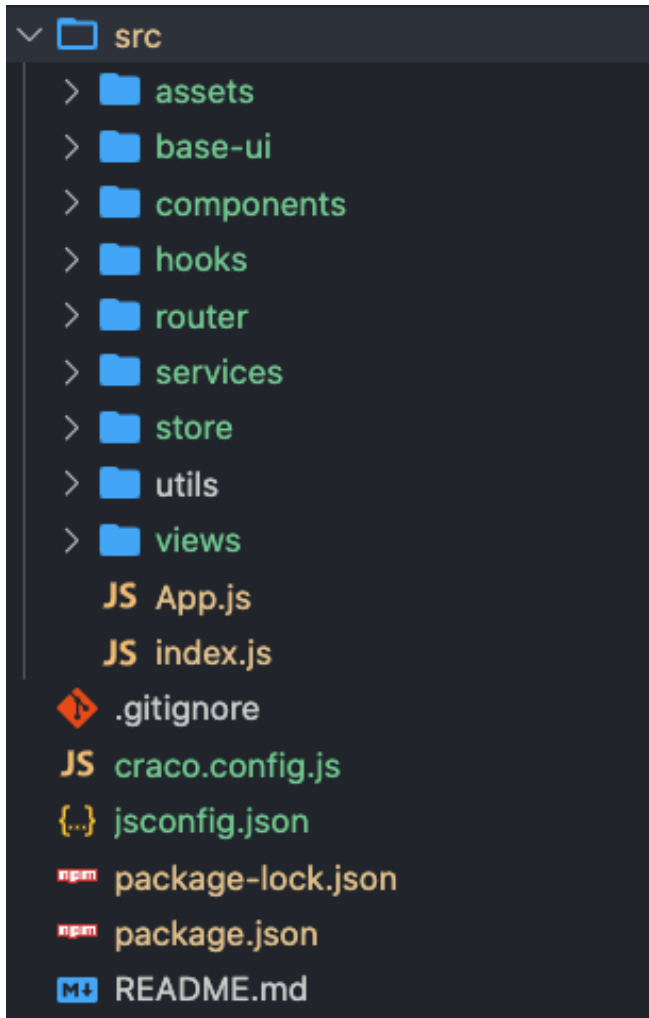 src
assets
base-ui
components
hooks
router
services
store
utils
views
JS App.js
JS index.js
.gitignore
JS craco.config.js
{..} jsconfig.json
npm package-lock.json
npm package.json
M↓ README.md